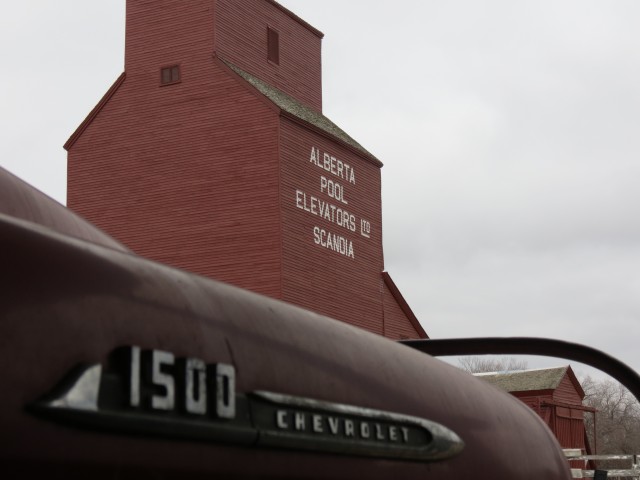 ALBERTA
POOL
ELEVATORS LTD
SCANDIA
1500
CHEVROLET